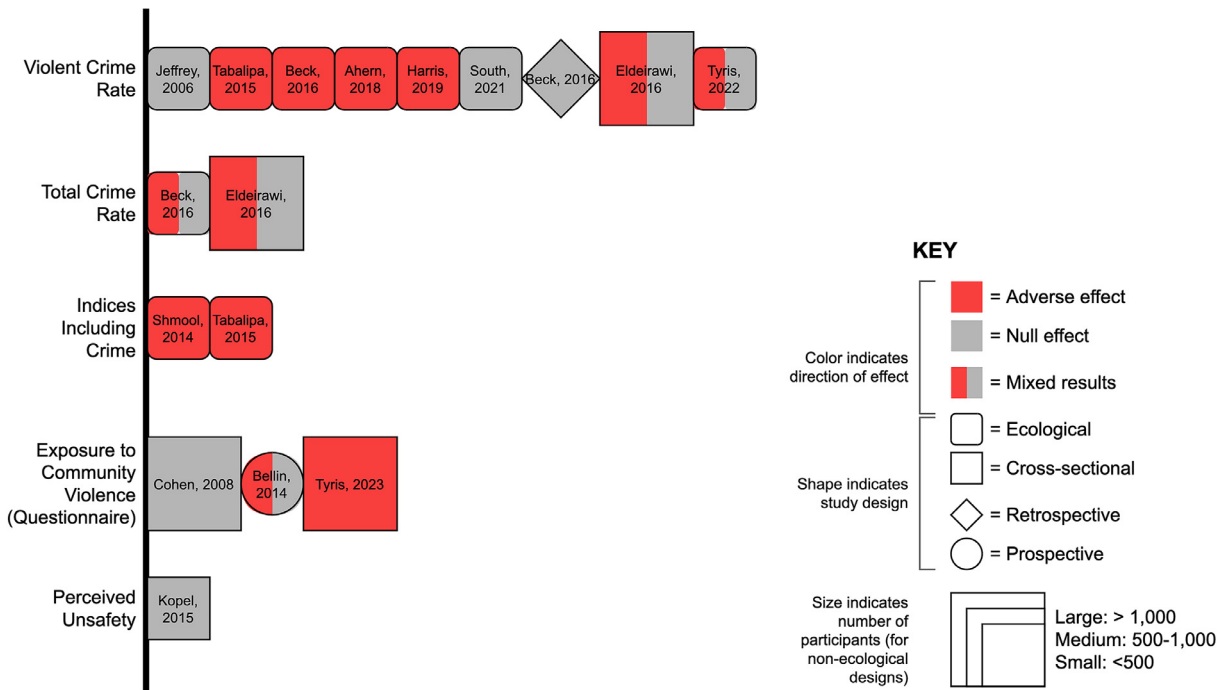 Violent Crime
Rate
Jeffrey,
2006
Tabalipa,
2015
Beck,
2016
Ahern,
2018
Harris,
2019
South,
2021
Beck, 2016
Eldeirawi,
2016
Tyris,
2022
Total Crime
Rate
Beck,
2016
Eldeirawi,
2016
Indices
Including
Crime
Shmool,
2014
Tabalipa,
2015
Exposure to
Community
Violence
(Questionnaire)
Cohen, 2008
Bellin,
2014
Tyris, 2023
Perceived
Unsafety
Kopel,
2015
KEY
Color indicates
direction of effect
= Adverse effect
= Null effect
= Mixed results
Shape indicates
study design
= Ecological
= Cross-sectional
= Retrospective
= Prospective
Size indicates
number of
participants (for
non-ecological
designs)
Large: > 1,000
Medium: 500-1,000
Small: <500